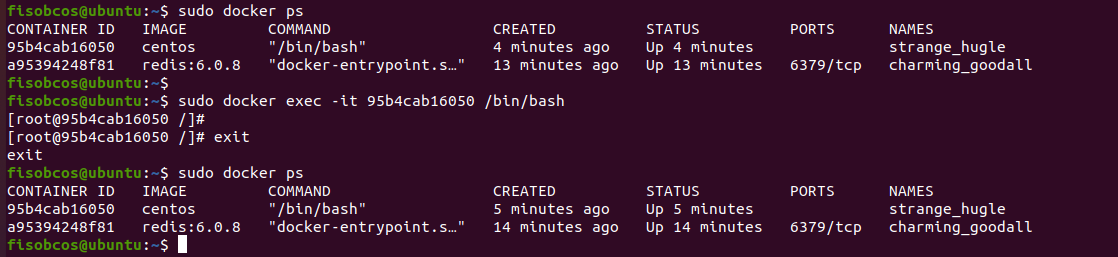 fisobcos@ubuntu:~$ sudo docker ps
CONTAINER ID   IMAGE         COMMAND                  CREATED          STATUS          PORTS      NAMES
95b4cab16050   centos        "/bin/bash"              4 minutes ago    Up 4 minutes               strange_hugle
a95394248f81   redis:6.0.8   "docker-entrypoint.s…"   13 minutes ago   Up 13 minutes   6379/tcp   charming_goodall
fisobcos@ubuntu:~$
fisobcos@ubuntu:~$ sudo docker exec -it 95b4cab16050 /bin/bash
[root@95b4cab16050 /]#
[root@95b4cab16050 /]# exit
exit
fisobcos@ubuntu:~$ sudo docker ps
CONTAINER ID   IMAGE         COMMAND                  CREATED          STATUS          PORTS      NAMES
95b4cab16050   centos        "/bin/bash"              5 minutes ago    Up 5 minutes               strange_hugle
a95394248f81   redis:6.0.8   "docker-entrypoint.s…"   14 minutes ago   Up 14 minutes   6379/tcp   charming_goodall
fisobcos@ubuntu:~$